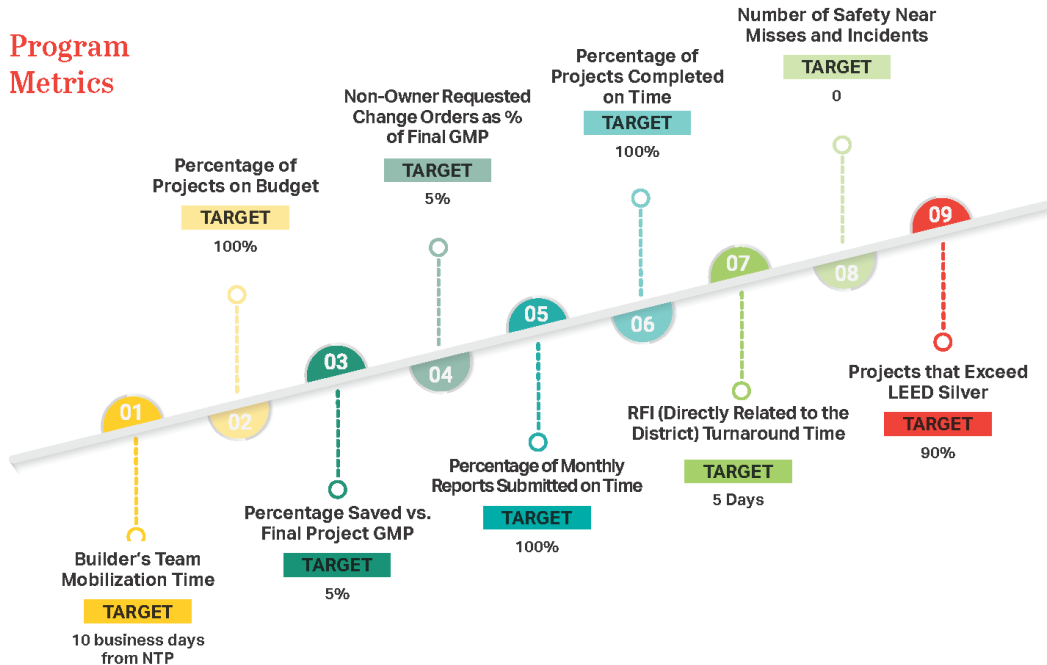 Program
Metrics
01
Builder's Team
Mobilization Time
TARGET
10 business days
from NTP
Percentage of
Projects on Budget
TARGET
100%
02
03
Percentage Saved vs.
Final Project GMP
TARGET
5%
Non-Owner Requested
Change Orders as %
of Final GMP
TARGET
5%
04
05
Percentage of Monthly
Reports Submitted on Time
TARGET
100%
Percentage of
Projects Completed
on Time
TARGET
100%
06
07
RFI (Directly Related to the
District) Turnaround Time
TARGET
5 Days
Number of Safety Near
Misses and Incidents
TARGET
0
08
09
Projects that Exceed
LEED Silver
TARGET
90%